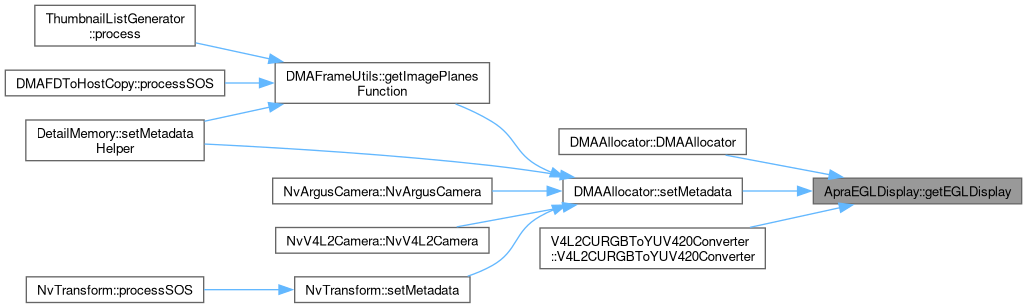 ThumbnailListGenerator
::process
DMAFDToHostCopy::processSOS
DetailMemory::setMetadata
Helper
NvTransform::processSOS
DMAFrameUtils::getImagePlanes
Function
NvArgusCamera::NvArgusCamera
NvV4L2Camera::NvV4L2Camera
NvTransform::setMetadata
DMAAllocator::DMAAllocator
DMAAllocator::setMetadata
V4L2CURGBToYUV420Converter
::V4L2CURGBToYUV420Converter
ApraEGLDisplay::getEGLDisplay